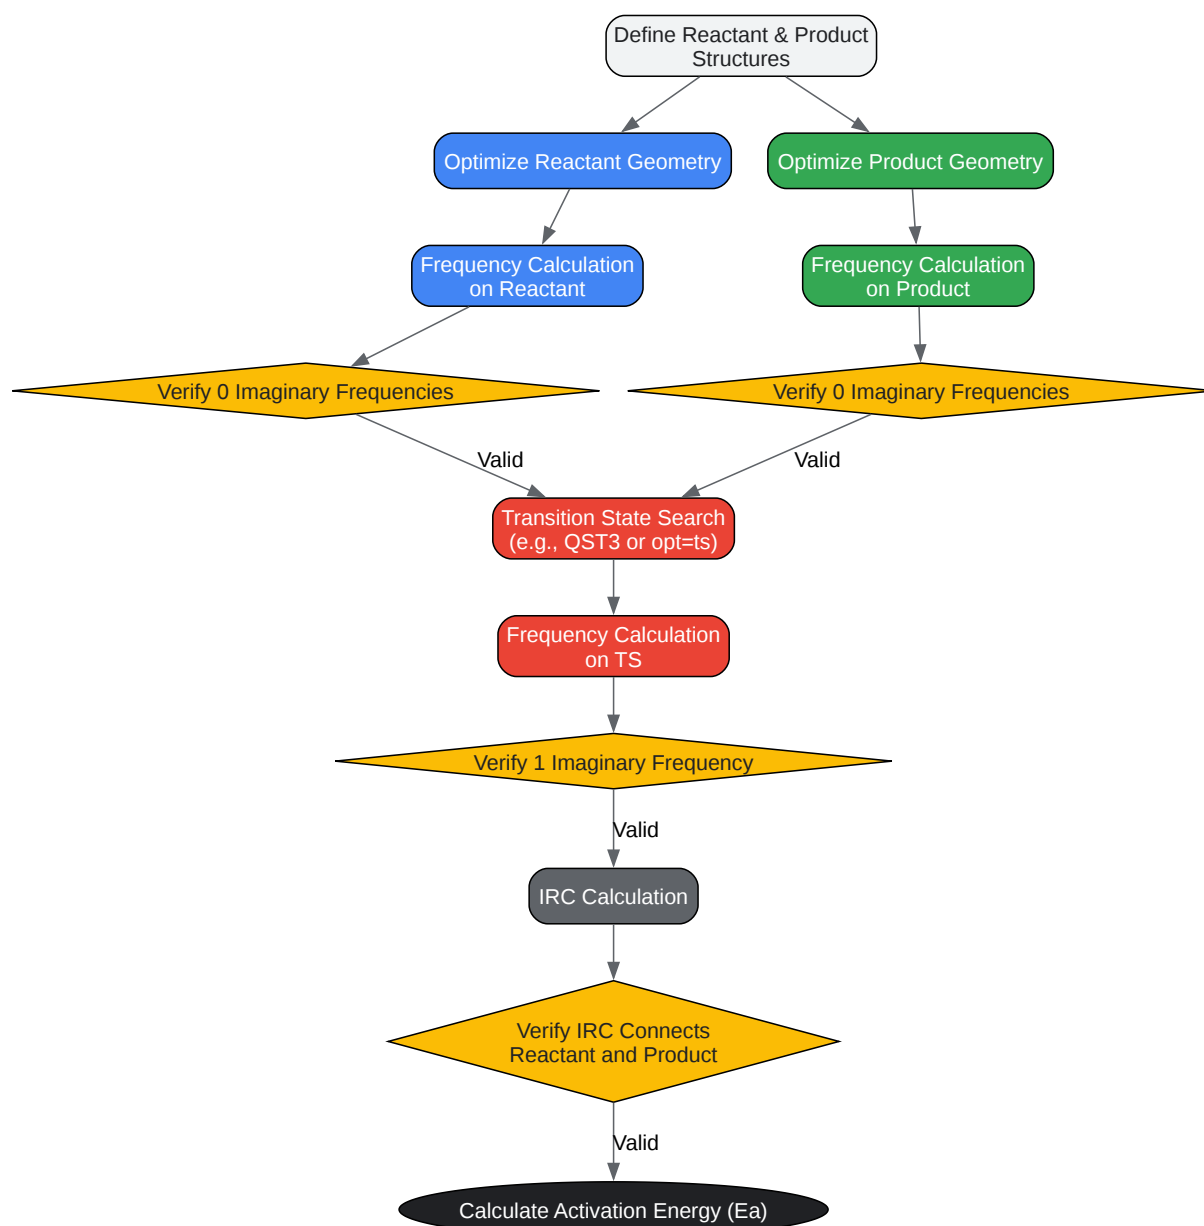 Define Reactant & Product
Structures
Optimize Reactant Geometry
Optimize Product Geometry
Frequency Calculation
on Reactant
Frequency Calculation
on Product
Verify 0 Imaginary Frequencies
Verify 0 Imaginary Frequencies
Valid
Valid
Transition State Search
(e.g., QST3 or opt=ts)
Frequency Calculation
on TS
Verify 1 Imaginary Frequency
Valid
IRC Calculation
Verify IRC Connects
Reactant and Product
Valid
Calculate Activation Energy (Ea)